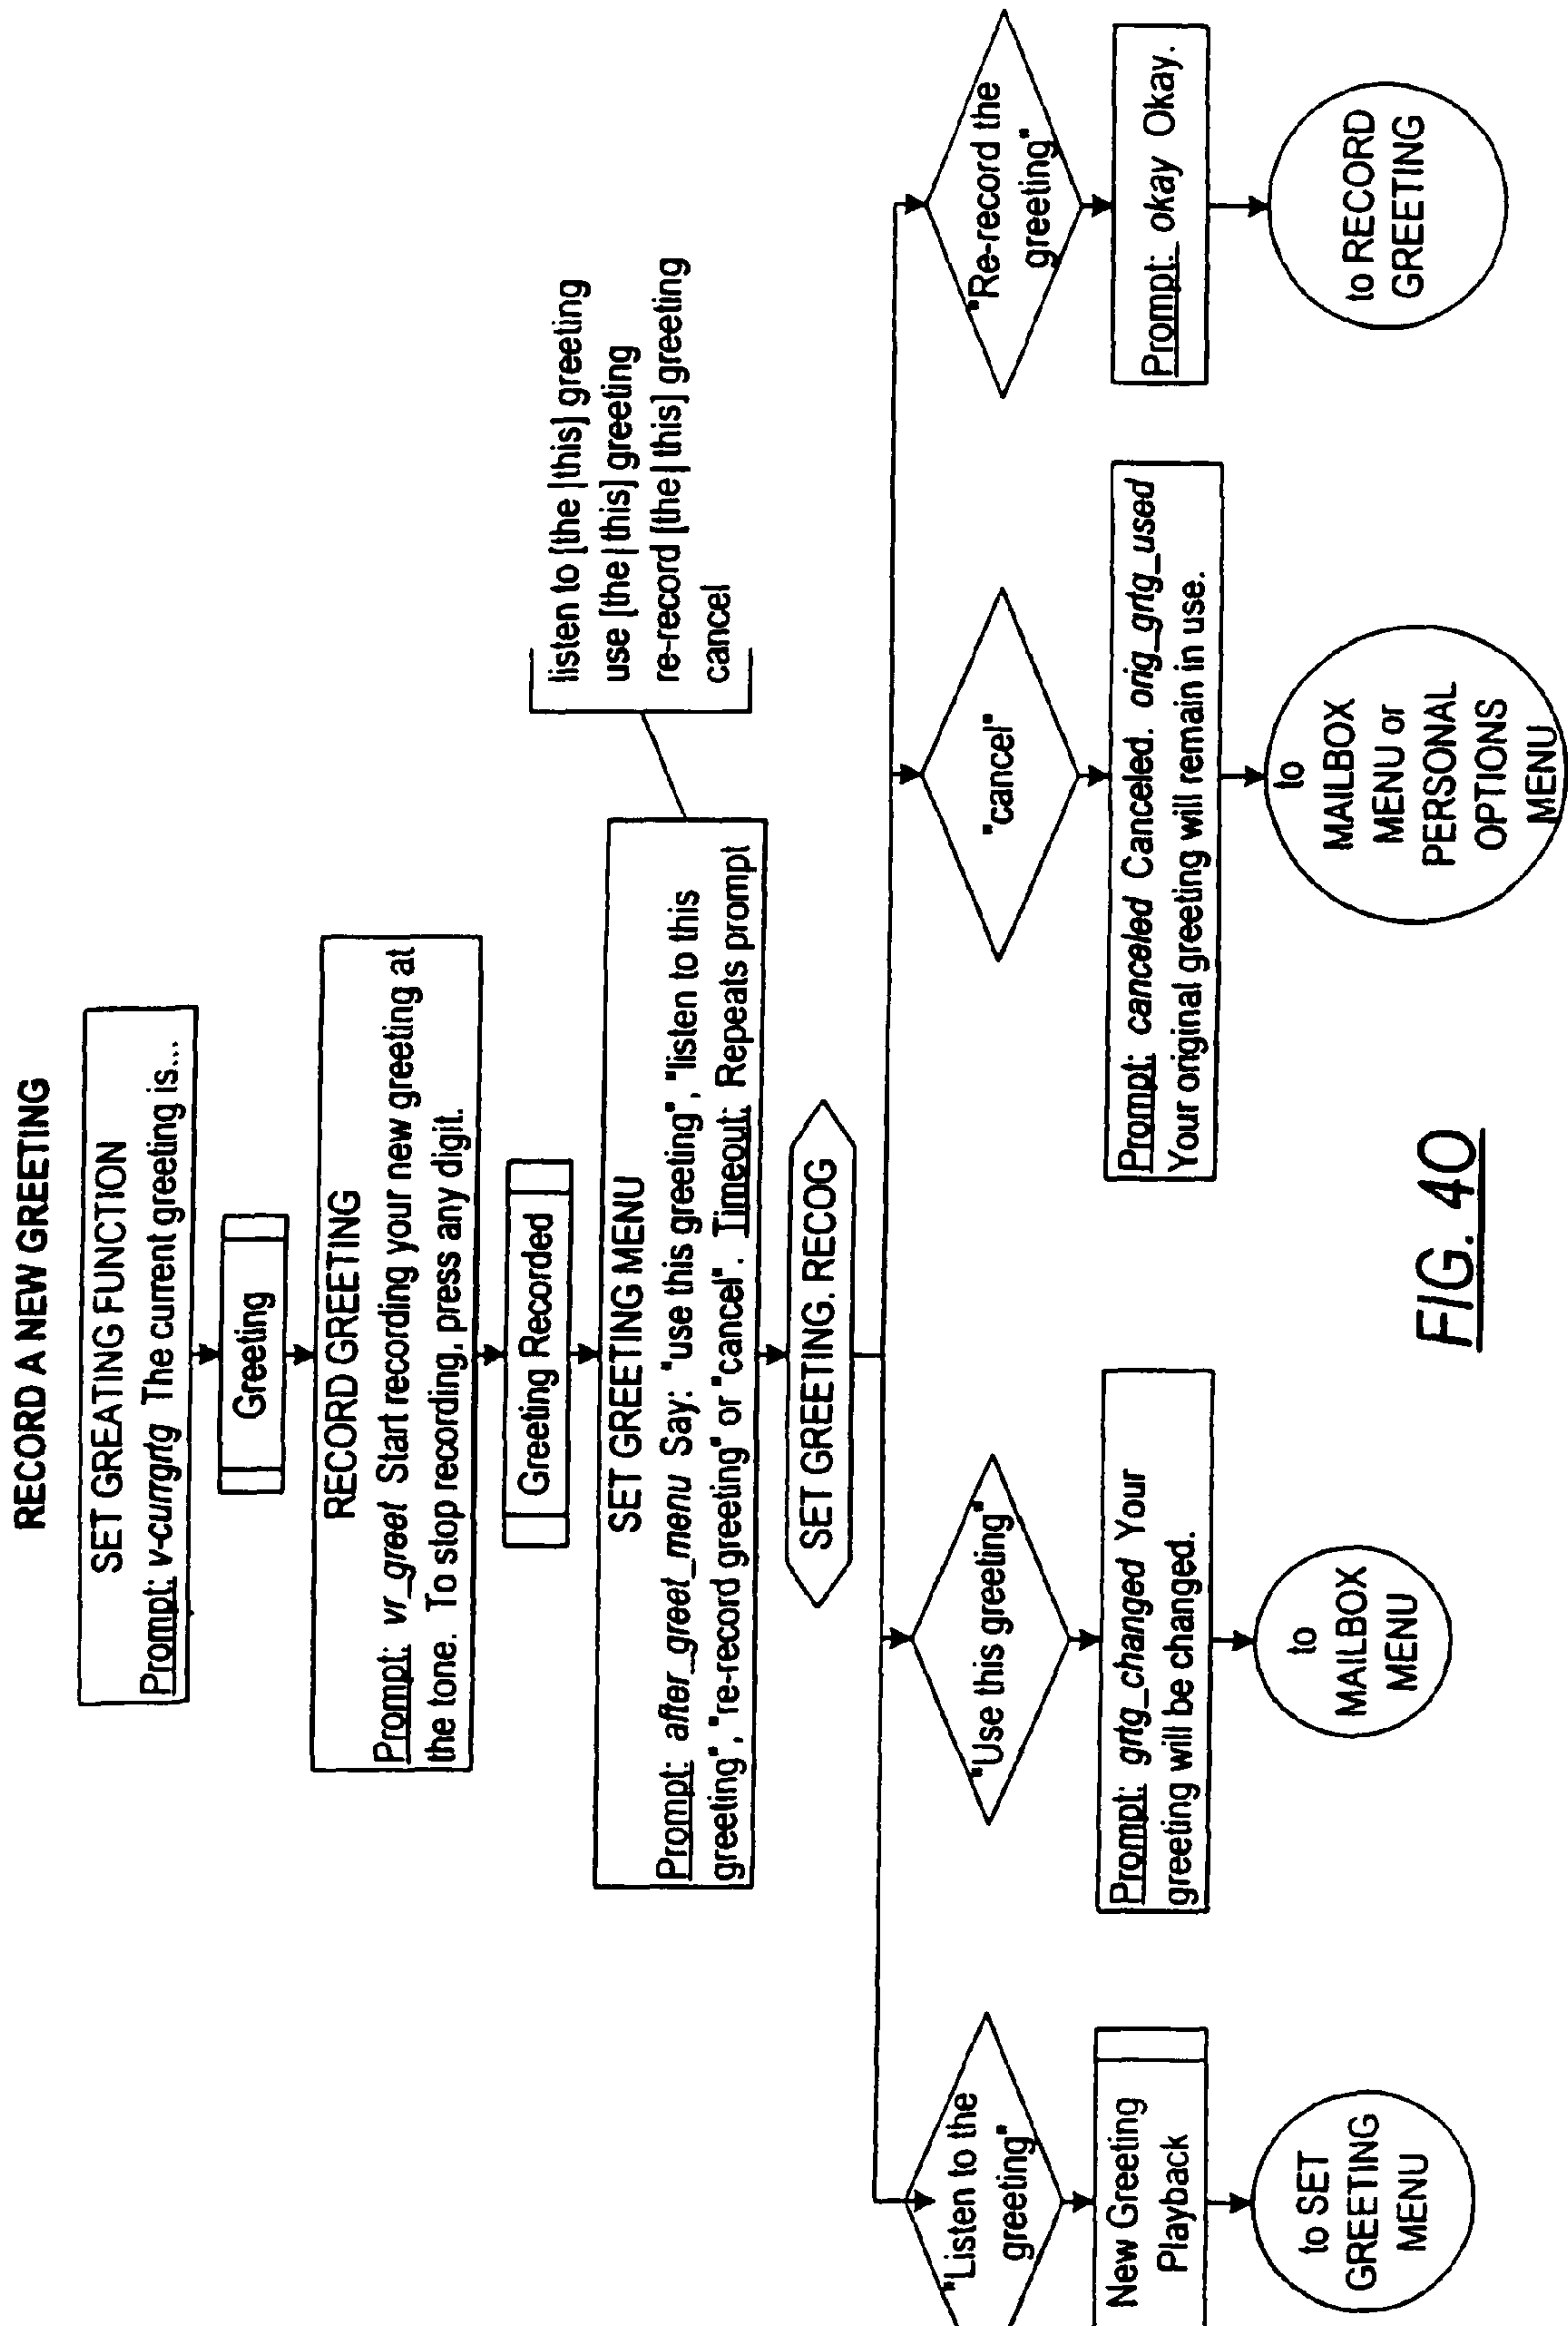 RECORD A NEW GREETING
SET GREATING FUNCTION
Prompt: v-currgrtg The current greeting is...
Greeting
RECORD GREETING
Prompt: vr_greet Start recording your new greeting at
the tone. To stop recording, press any digit.
Greeting Recorded
SET GREETING MENU
Prompt: after_greet_menu Say: "use this greeting", "listen to this
greeting", "re-record greeting" or "cancel". Timeout: Repeats prompt
listen to [the|this] greeting
use [the|this] greeting
re-record [the|this] greeting
cancel
SET GREETING. RECOG
"Listen to the
greeting"
New Greeting
Playback
to SET
GREETING
MENU
"Use this greeting"
Prompt: grtg_changed Your
greeting will be changed.
to
MAILBOX
MENU
"cancel"
Prompt: canceled Canceled. orig_grtg_used
Your original greeting will remain in use.
to
MAILBOX
MENU or
PERSONAL
OPTIONS
MENU
"Re-record the
greeting"
Prompt: okay Okay.
to RECORD
GREETING
FIG. 40